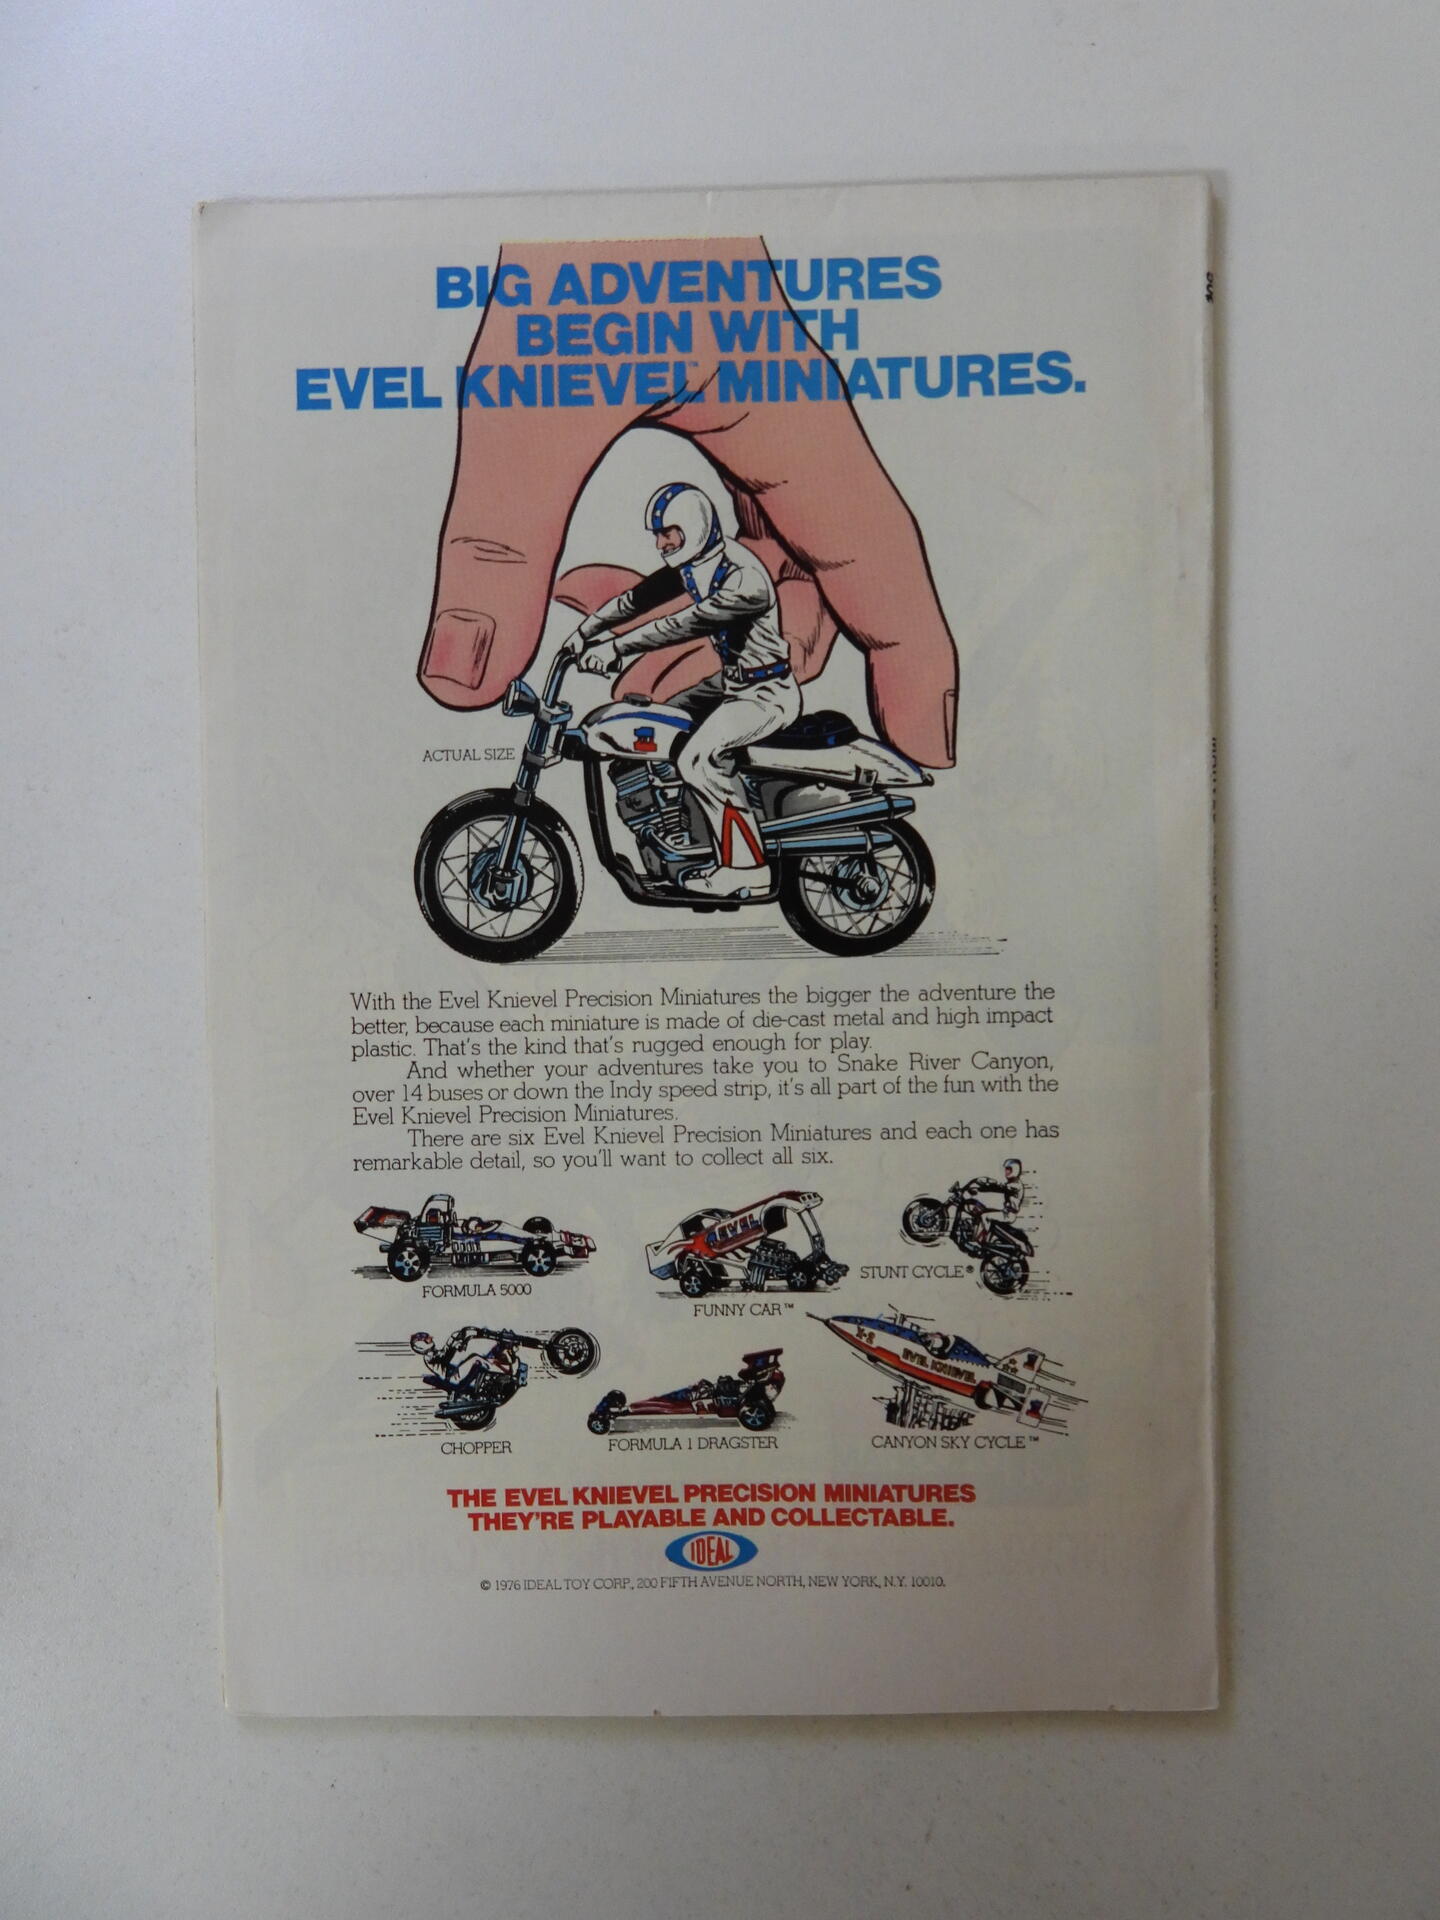 BIG ADVENTURES
BEGIN WITH
EVEL KNIEVEL™ MINIATURES.
ACTUAL SIZE
1
With the Evel Knievel Precision Miniatures the bigger the adventure the
better, because each miniature is made of die-cast metal and high impact
plastic. That's the kind that's rugged enough for play.
And whether your adventures take you to Snake River Canyon,
over 14 buses or down the Indy speed strip, it's all part of the fun with the
Evel Knievel Precision Miniatures.
There are six Evel Knievel Precision Miniatures and each one has
remarkable detail, so you'll want to collect all six.
EVEL
FORMULA 5000
FUNNY CAR™
STUNT CYCLE®
X-2
EVEL KNIEVEL
CHOPPER
FORMULA 1 DRAGSTER
CANYON SKY CYCLE™
THE EVEL KNIEVEL PRECISION MINIATURES
THEY'RE PLAYABLE AND COLLECTABLE.
IDEAL
© 1976 IDEAL TOY CORP., 200 FIFTH AVENUE NORTH, NEW YORK, N.Y. 10010.